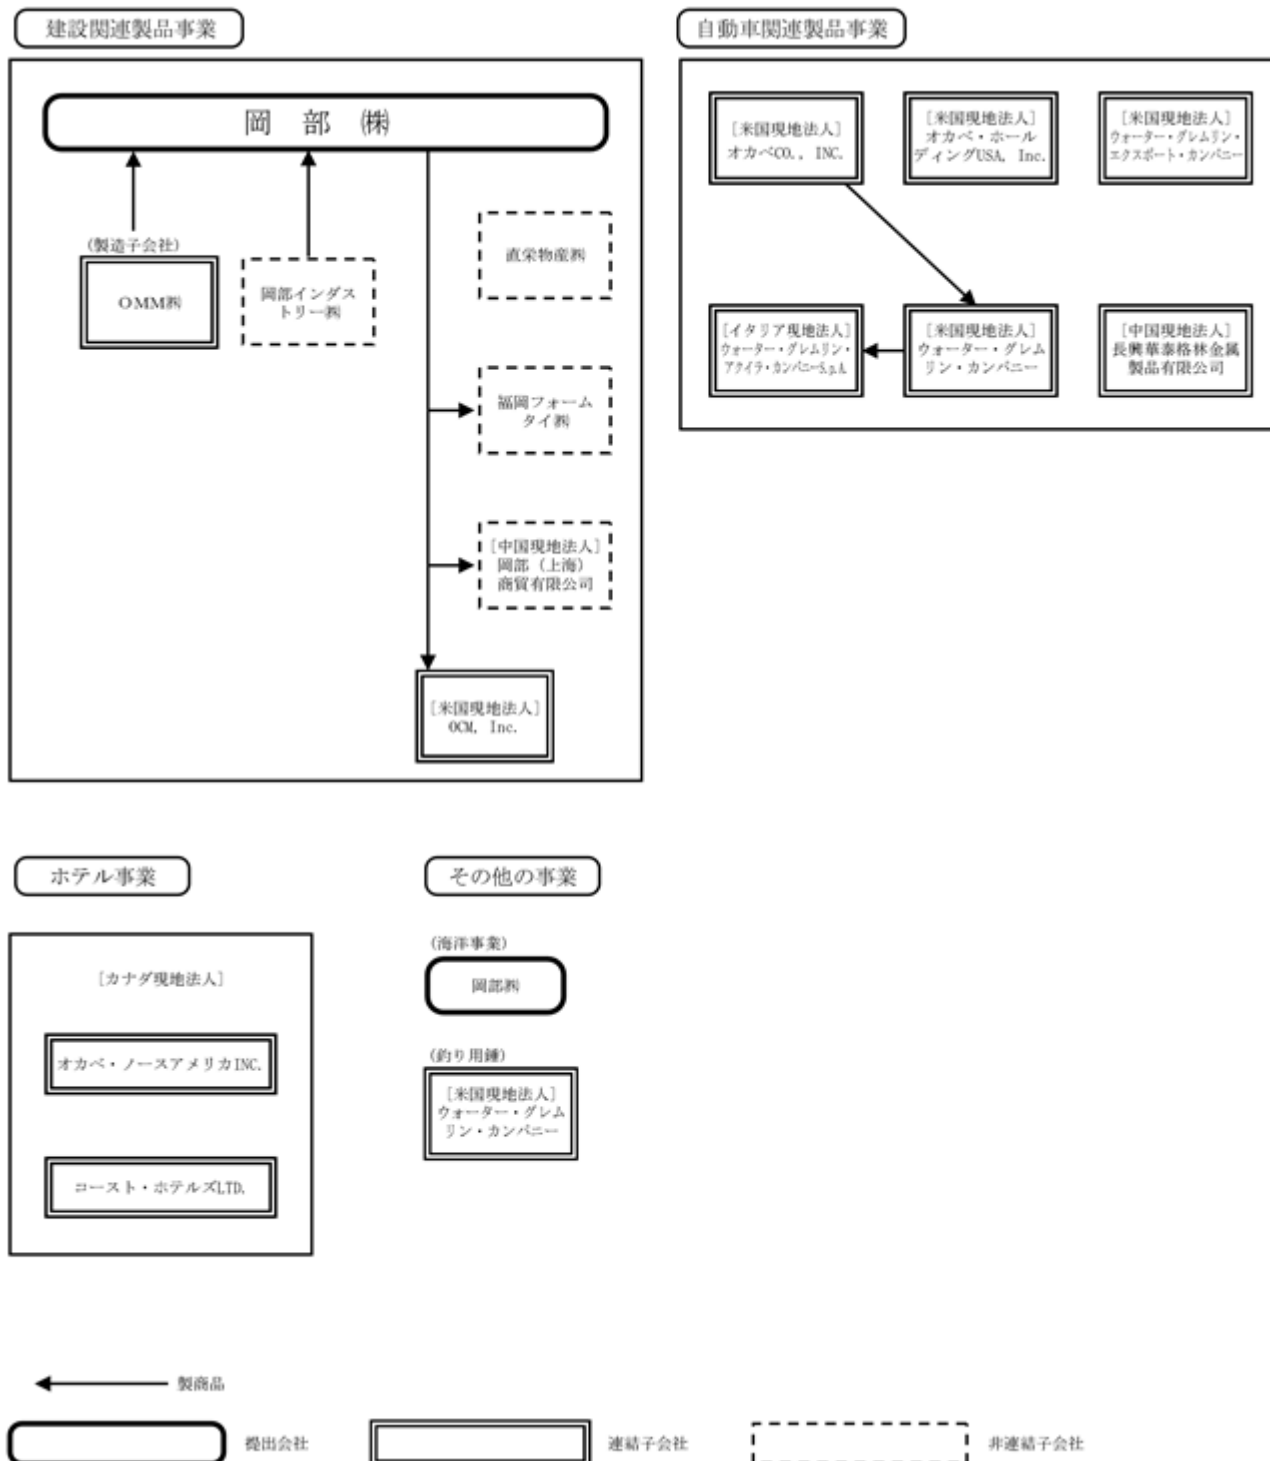 建設関連製品事業
岡 部 ㈱
(製造子会社)
OMM㈱
岡部インダス
トリー㈱
直栄物産㈱
福岡フォーム
タイ㈱
[中国現地法人]
岡部（上海）
商貿有限公司
[米国現地法人]
OCM, Inc.
自動車関連製品事業
[米国現地法人]
オカベCO., INC.
[米国現地法人]
オカベ・ホール
ディングUSA, Inc.
[米国現地法人]
ウォーター・グレムリン・
エクスポート・カンパニー
[イタリア現地法人]
ウォーター・グレムリン・
アクイラ・カンパニーS.p.A.
[米国現地法人]
ウォーター・グレム
リン・カンパニー
[中国現地法人]
長興華泰格林金属
製品有限公司
ホテル事業
[カナダ現地法人]
オカベ・ノースアメリカINC.
コースト・ホテルズLTD.
その他の事業
(海洋事業)
岡部㈱
(釣り用錘)
[米国現地法人]
ウォーター・グレム
リン・カンパニー
製商品
提出会社
連結子会社
非連結子会社